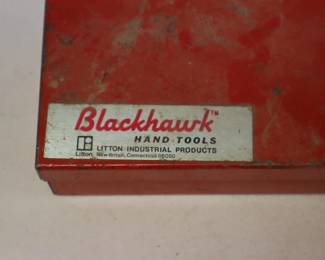 Blackhawk™
HAND TOOLS
LITTON INDUSTRIAL PRODUCTS
Litton New Britain, Connecticut 06050